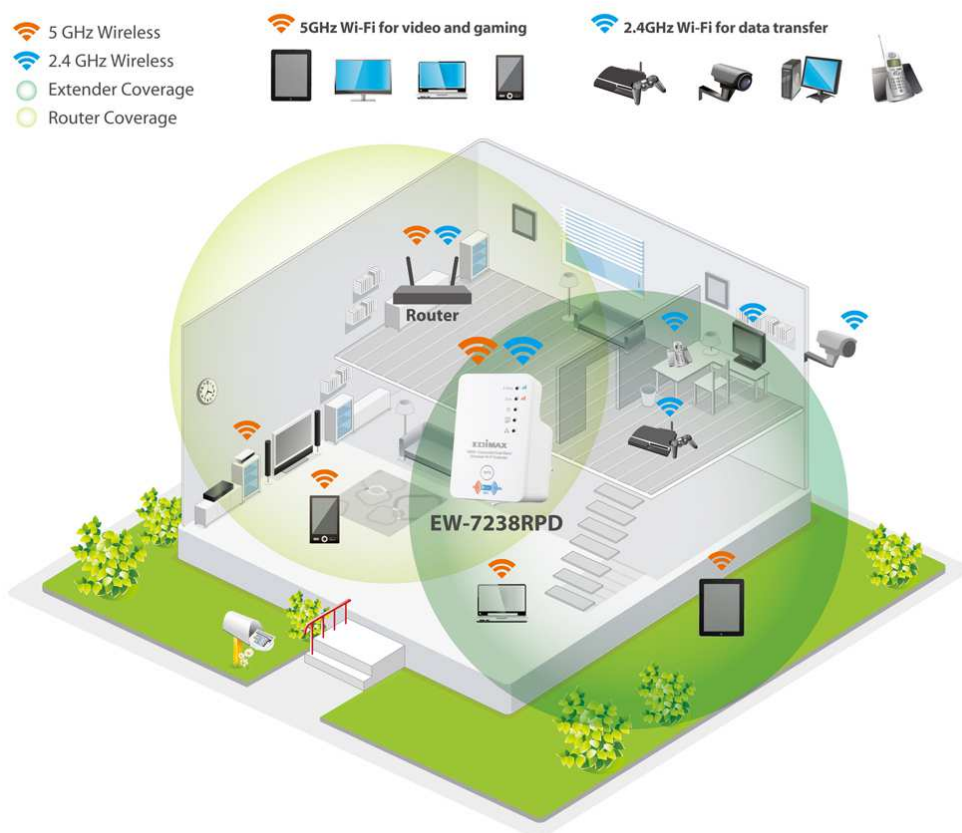 5 GHz Wireless
2.4 GHz Wireless
Extender Coverage
Router Coverage
5GHz Wi-Fi for video and gaming
2.4GHz Wi-Fi for data transfer
Router
EDIMAX
EW-7238RPD